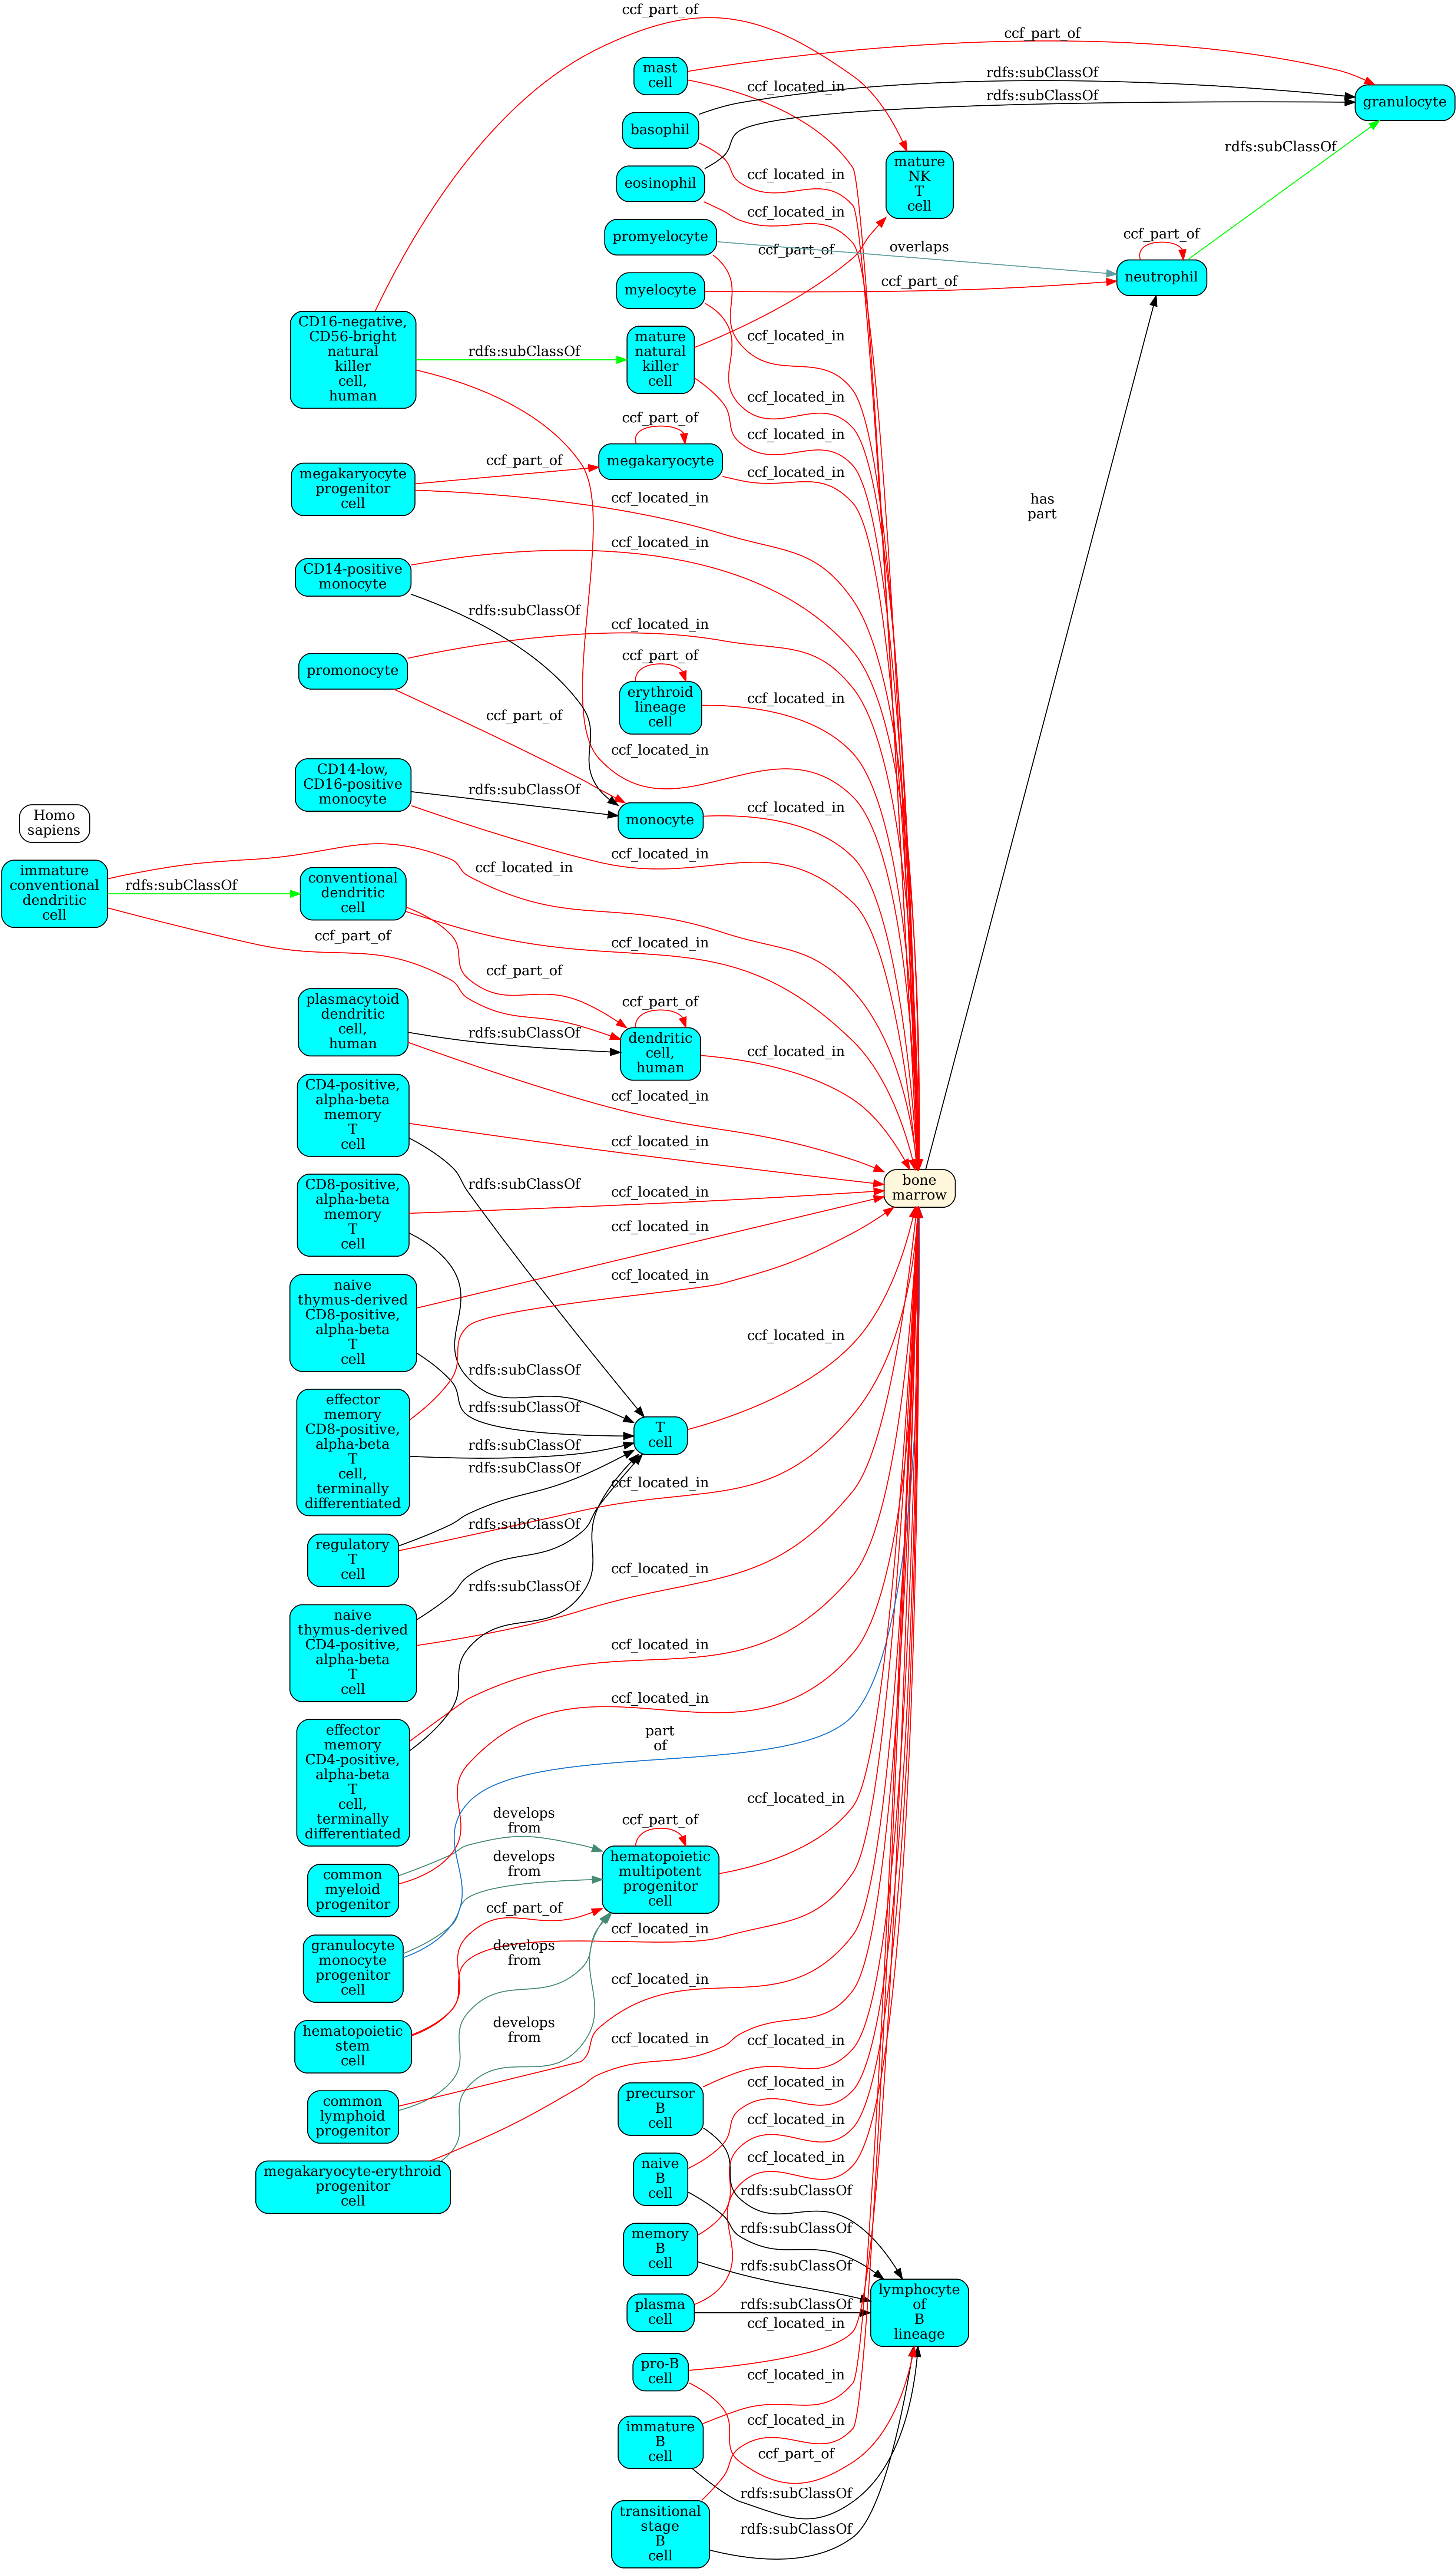 ccf_part_of
ccf_part_of
mast
cell
rdfs:subClassOf
ccf_located_in
rdfs:subClassOf
granulocyte
basophil
rdfs:subClassOf
mature
NK
T
cell
eosinophil
ccf_located_in
ccf_located_in
promyelocyte
ccf_part_of
overlaps
ccf_part_of
neutrophil
myelocyte
ccf_part_of
CD16-negative,
CD56-bright
natural
killer
cell,
human
rdfs:subClassOf
mature
natural
killer
cell
ccf_located_in
ccf_located_in
ccf_part_of
ccf_located_in
megakaryocyte
ccf_located_in
megakaryocyte
progenitor
cell
ccf_part_of
ccf_located_in
has
part
CD14-positive
monocyte
ccf_located_in
rdfs:subClassOf
ccf_located_in
promonocyte
ccf_part_of
erythroid
lineage
cell
ccf_located_in
ccf_part_of
ccf_located_in
CD14-low,
CD16-positive
monocyte
rdfs:subClassOf
monocyte
ccf_located_in
Homo
sapiens
ccf_located_in
immature
conventional
dendritic
cell
rdfs:subClassOf
ccf_located_in
conventional
dendritic
cell
ccf_part_of
ccf_located_in
ccf_part_of
plasmacytoid
dendritic
cell,
human
rdfs:subClassOf
ccf_part_of
dendritic
cell,
human
ccf_located_in
CD4-positive,
alpha-beta
memory
T
cell
ccf_located_in
ccf_located_in
rdfs:subClassOf
bone
marrow
CD8-positive,
alpha-beta
memory
T
cell
ccf_located_in
ccf_located_in
naive
thymus-derived
CD8-positive,
alpha-beta
T
cell
ccf_located_in
ccf_located_in
rdfs:subClassOf
rdfs:subClassOf
effector
memory
CD8-positive,
alpha-beta
T
cell,
terminally
differentiated
rdfs:subClassOf
rdfs:subClassOf
T
cell
ccf_located_in
regulatory
T
cell
rdfs:subClassOf
ccf_located_in
rdfs:subClassOf
naive
thymus-derived
CD4-positive,
alpha-beta
T
cell
ccf_located_in
ccf_located_in
effector
memory
CD4-positive,
alpha-beta
T
cell,
terminally
differentiated
part
of
ccf_located_in
develops
from
ccf_part_of
common
myeloid
progenitor
develops
from
hematopoietic
multipotent
progenitor
cell
ccf_part_of
granulocyte
monocyte
progenitor
cell
develops
from
ccf_located_in
ccf_located_in
hematopoietic
stem
cell
develops
from
ccf_located_in
ccf_located_in
common
lymphoid
progenitor
precursor
B
cell
ccf_located_in
ccf_located_in
megakaryocyte-erythroid
progenitor
cell
naive
B
cell
ccf_located_in
rdfs:subClassOf
memory
B
cell
rdfs:subClassOf
rdfs:subClassOf
plasma
cell
rdfs:subClassOf
lymphocyte
of
B
lineage
ccf_located_in
pro-B
cell
ccf_located_in
immature
B
cell
ccf_located_in
ccf_part_of
rdfs:subClassOf
transitional
stage
B
cell
rdfs:subClassOf